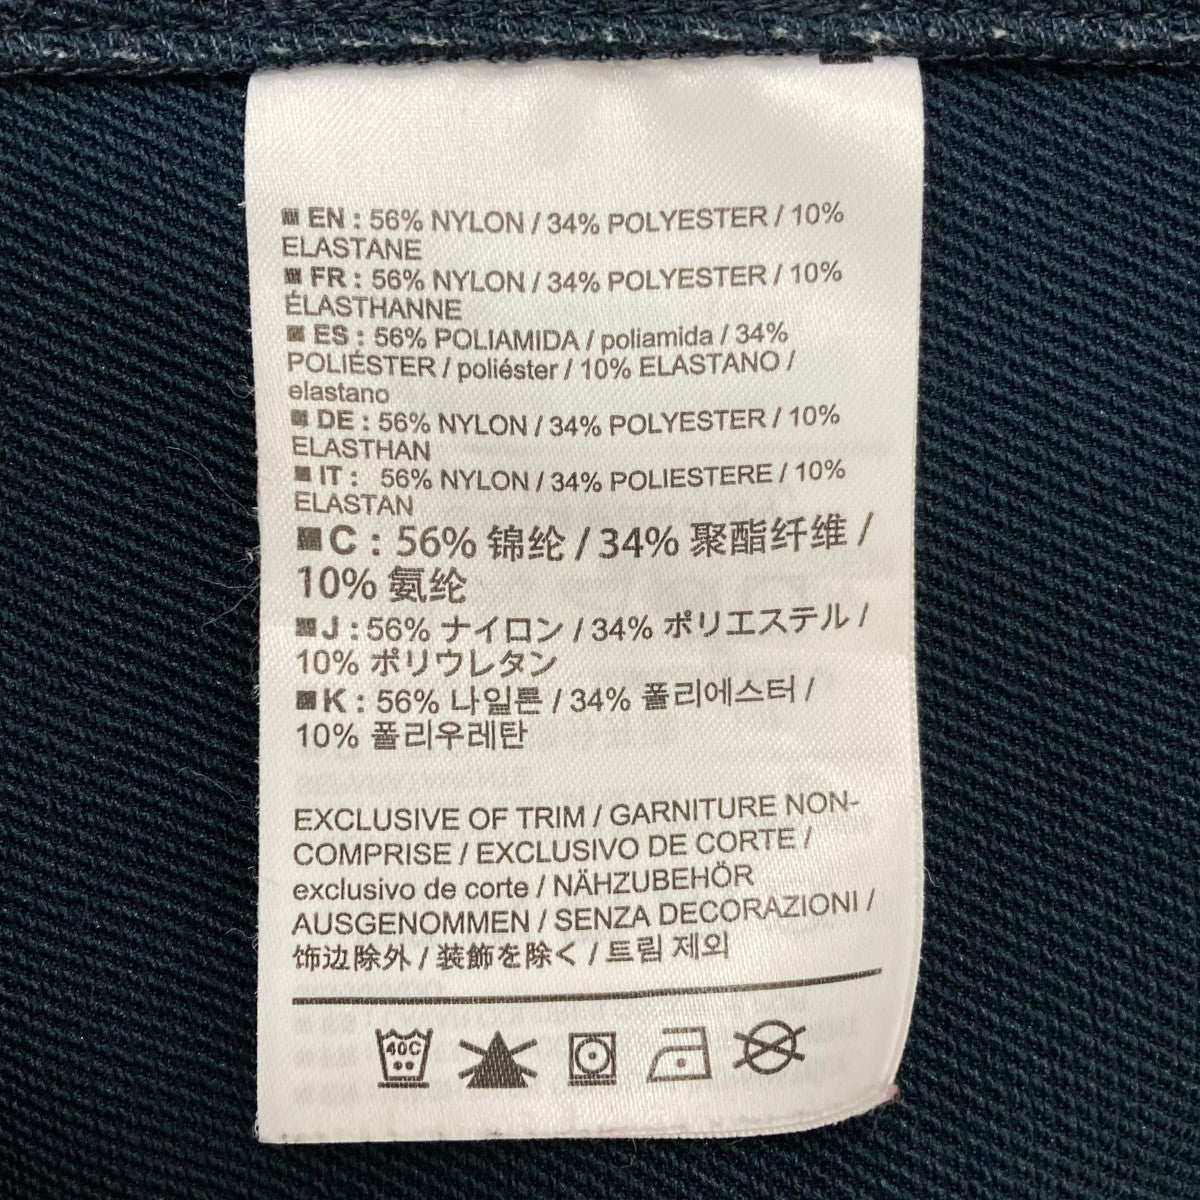 ■ EN : 56% NYLON / 34% POLYESTER / 10%
ELASTANE
■ FR : 56% NYLON / 34% POLYESTER / 10%
ÉLASTHANNE
■ ES : 56% POLIAMIDA / poliamida / 34%
POLIÉSTER / poliéster / 10% ELASTANO /
elastano
■ DE : 56% NYLON / 34% POLYESTER / 10%
ELASTHAN
■ IT : 56% NYLON / 34% POLIESTERE / 10%
ELASTAN
■ C : 56% 锦纶 / 34% 聚酯纤维 /
10% 氨纶
■ J : 56% ナイロン / 34% ポリエステル /
10% ポリウレタン
■ K : 56% 나일론 / 34% 폴리에스터 /
10% 폴리우레탄
EXCLUSIVE OF TRIM / GARNITURE NON-
COMPRISE / EXCLUSIVO DE CORTE /
exclusivo de corte / NÄHZUBEHÖR
AUSGENOMMEN / SENZA DECORAZIONI /
饰边除外 / 装飾を除く / 트림 제외
40C